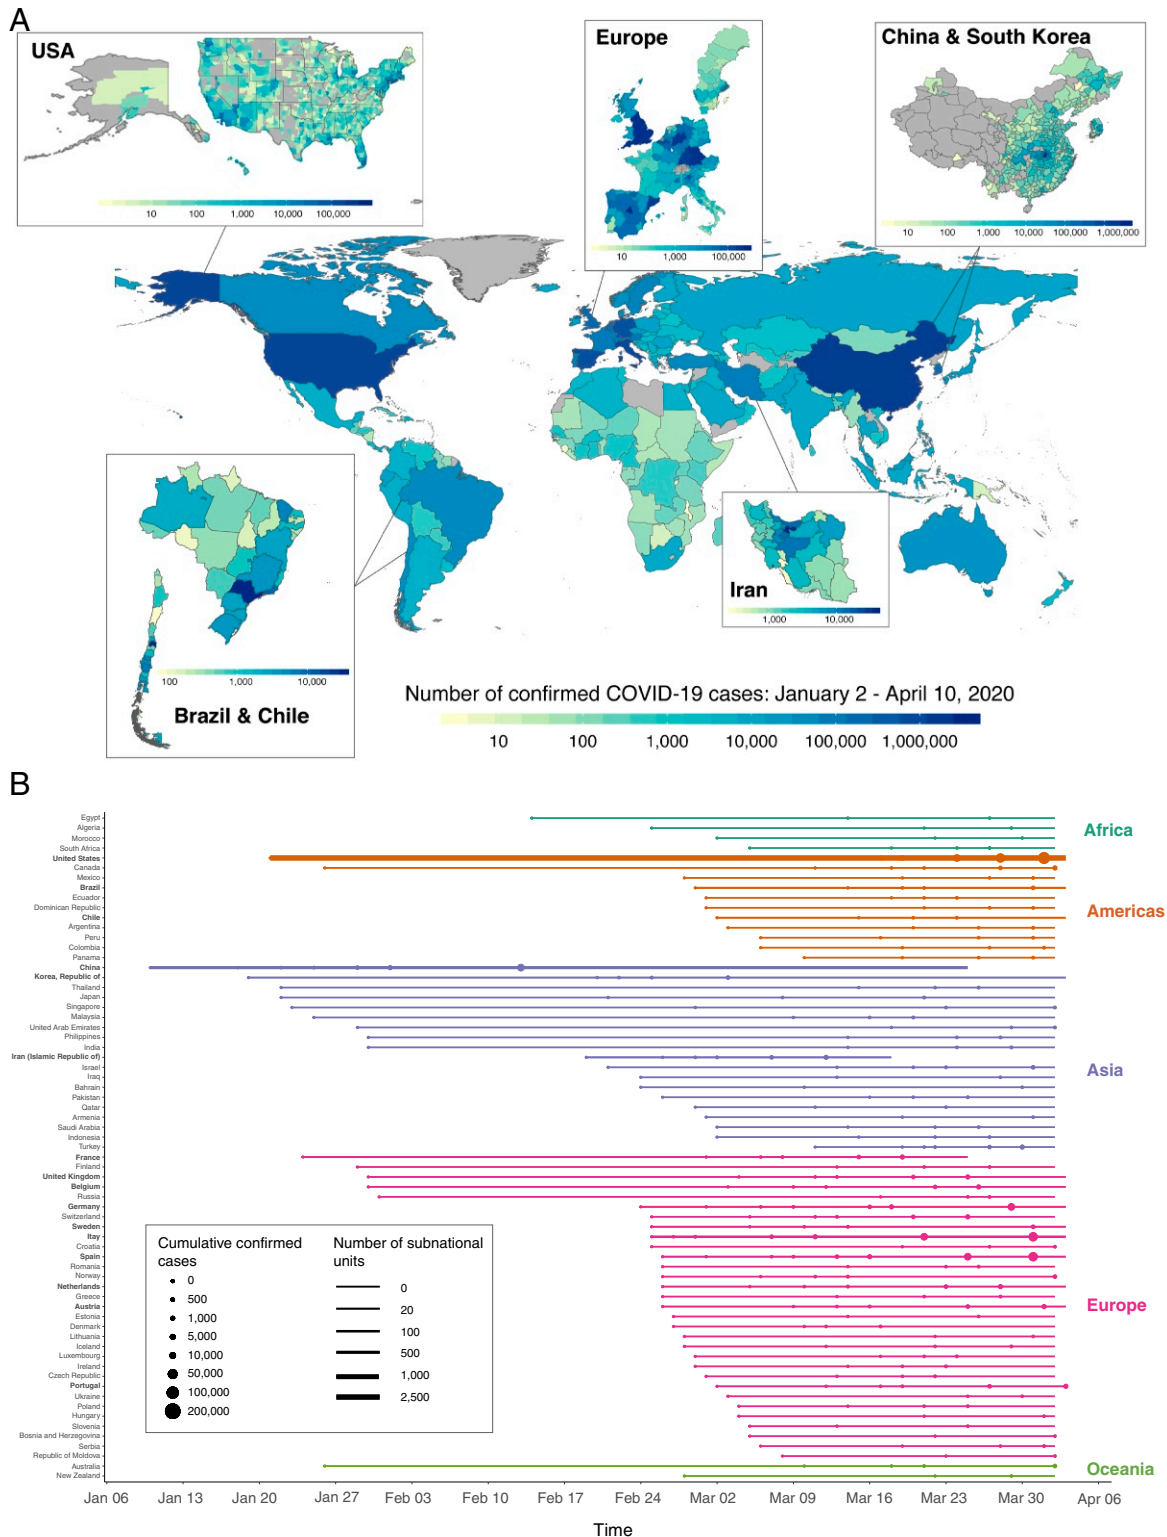 A
USA
10 100 1,000 10,000 100,000
Europe
10 1,000 100,000
China & South Korea
10 100 1,000 10,000 100,000 1,000,000
Iran
1,000 10,000
100 1,000 10,000
Brazil & Chile
Number of confirmed COVID-19 cases: January 2 - April 10, 2020
10 100 1,000 10,000 100,000 1,000,000
B
Egypt
Algeria
Morocco
South Africa
Africa
United States
Canada
Mexico
Brazil
Ecuador
Dominican Republic
Chile
Argentina
Peru
Colombia
Panama
Americas
China
Korea, Republic of
Thailand
Japan
Singapore
Malaysia
United Arab Emirates
Philippines
India
Iran (Islamic Republic of)
Israel
Iraq
Bahrain
Pakistan
Qatar
Armenia
Saudi Arabia
Indonesia
Turkey
Asia
France
Finland
United Kingdom
Belgium
Russia
Germany
Switzerland
Sweden
Itay
Croatia
Spain
Romania
Norway
Netherlands
Greece
Austria
Estonia
Denmark
Lithuania
Iceland
Luxembourg
Ireland
Czech Republic
Portugal
Ukraine
Poland
Hungary
Slovenia
Bosnia and Herzegovina
Serbia
Republic of Moldova
Europe
Australia
New Zealand
Oceania
Cumulative confirmed
cases
0
500
1,000
5,000
10,000
50,000
100,000
200,000
Number of subnational
units
0
20
100
500
1,000
2,500
Jan 06 Jan 13 Jan 20 Jan 27 Feb 03 Feb 10 Feb 17 Feb 24 Mar 02 Mar 09 Mar 16 Mar 23 Mar 30 Apr 06
Time